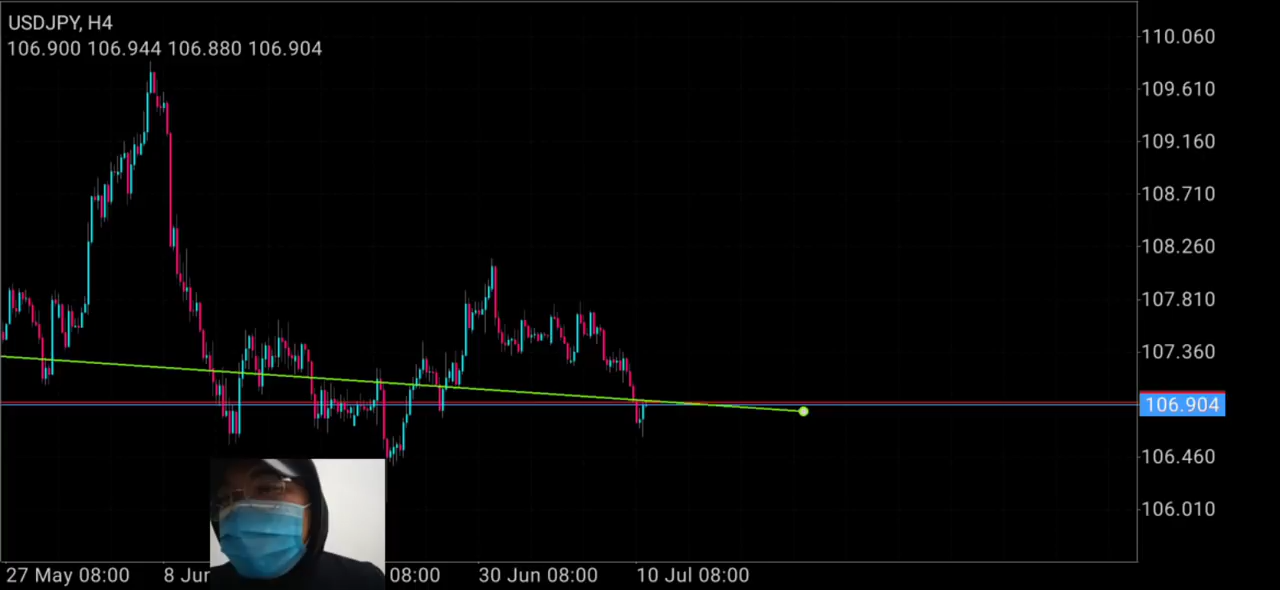 USDJPY, H4
106.900 106.944 106.880 106.904
110.060
109.610
109.160
108.710
108.260
107.810
107.360
106.904
106.460
106.010
27 May 08:00
8 Jun
08:00
30 Jun 08:00
10 Jul 08:00